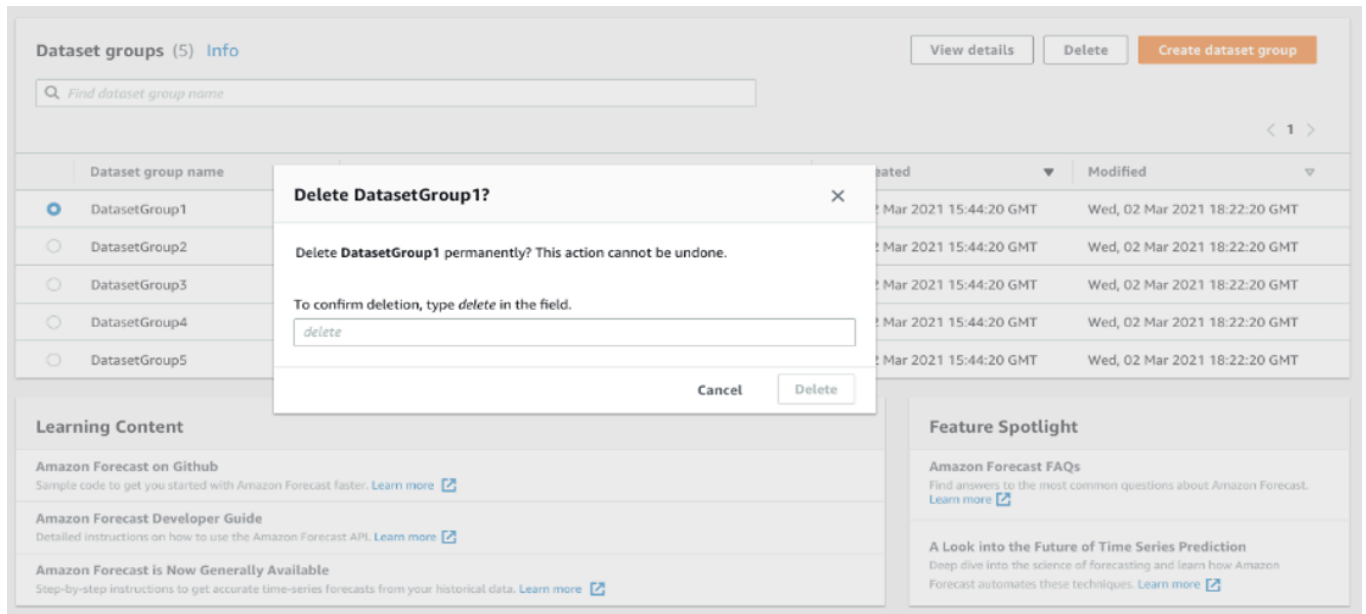 Dataset groups (5) Info
View details
Delete
Create dataset group
Find dataset group name
< 1 >
Dataset group name
Modified
DatasetGroup1
Mar 2021 15:44:20 GMT
Wed, 02 Mar 2021 18:22:20 GMT
DatasetGroup2
Mar 2021 15:44:20 GMT
Wed, 02 Mar 2021 18:22:20 GMT
DatasetGroup3
Mar 2021 15:44:20 GMT
Wed, 02 Mar 2021 18:22:20 GMT
DatasetGroup4
Mar 2021 15:44:20 GMT
Wed, 02 Mar 2021 18:22:20 GMT
DatasetGroup5
Mar 2021 15:44:20 GMT
Wed, 02 Mar 2021 18:22:20 GMT
Delete DatasetGroup1?
Delete DatasetGroup1 permanently? This action cannot be undone.
To confirm deletion, type delete in the field.
delete
Cancel
Delete
Learning Content
Amazon Forecast on Github
Sample code to get you started with Amazon Forecast faster. Learn more
Amazon Forecast Developer Guide
Detailed instructions on how to use the Amazon Forecast API. Learn more
Amazon Forecast is Now Generally Available
Step-by-step instructions to get accurate time-series forecasts from your historical data. Learn more
Feature Spotlight
Amazon Forecast FAQs
Find answers to the most common questions about Amazon Forecast.
Learn more
A Look into the Future of Time Series Prediction
Deep dive into the science of forecasting and learn how Amazon
Forecast automates these techniques. Learn more